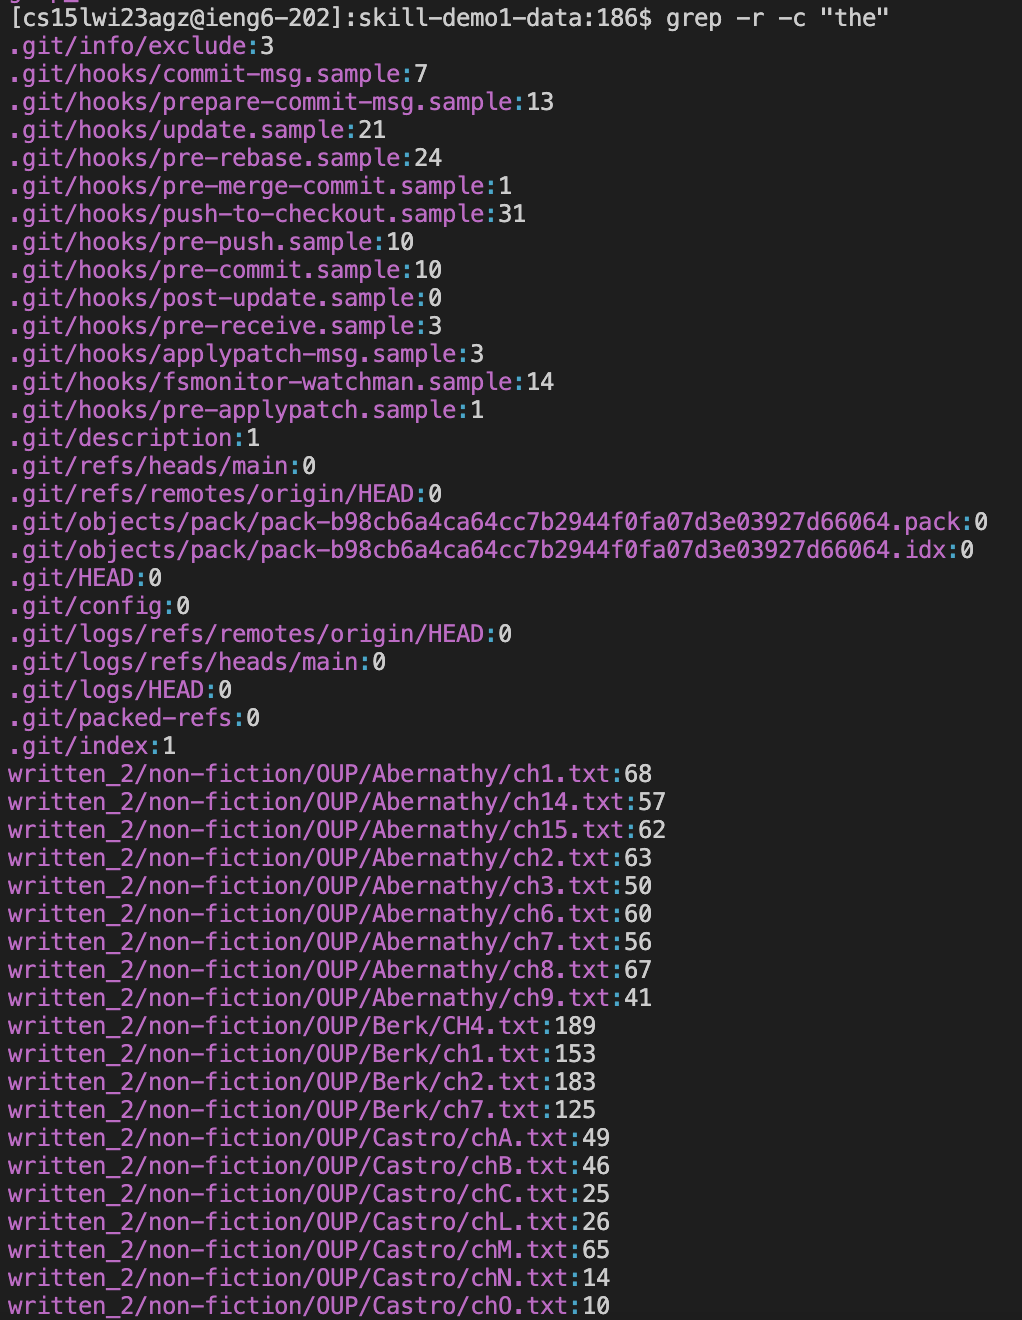 [cs15lwi23agz@ieng6-202]:skill-demo1-data:186$ grep -r -c "the"
.git/info/exclude:3
.git/hooks/commit-msg.sample:7
.git/hooks/prepare-commit-msg.sample:13
.git/hooks/update.sample:21
.git/hooks/pre-rebase.sample:24
.git/hooks/pre-merge-commit.sample:1
.git/hooks/push-to-checkout.sample:31
.git/hooks/pre-push.sample:10
.git/hooks/pre-commit.sample:10
.git/hooks/post-update.sample:0
.git/hooks/pre-receive.sample:3
.git/hooks/applypatch-msg.sample:3
.git/hooks/fsmonitor-watchman.sample:14
.git/hooks/pre-applypatch.sample:1
.git/description:1
.git/refs/heads/main:0
.git/refs/remotes/origin/HEAD:0
.git/objects/pack/pack-b98cb6a4ca64cc7b2944f0fa07d3e03927d66064.pack:0
.git/objects/pack/pack-b98cb6a4ca64cc7b2944f0fa07d3e03927d66064.idx:0
.git/HEAD:0
.git/config:0
.git/logs/refs/remotes/origin/HEAD:0
.git/logs/refs/heads/main:0
.git/logs/HEAD:0
.git/packed-refs:0
.git/index:1
written_2/non-fiction/OUP/Abernathy/ch1.txt:68
written_2/non-fiction/OUP/Abernathy/ch14.txt:57
written_2/non-fiction/OUP/Abernathy/ch15.txt:62
written_2/non-fiction/OUP/Abernathy/ch2.txt:63
written_2/non-fiction/OUP/Abernathy/ch3.txt:50
written_2/non-fiction/OUP/Abernathy/ch6.txt:60
written_2/non-fiction/OUP/Abernathy/ch7.txt:56
written_2/non-fiction/OUP/Abernathy/ch8.txt:67
written_2/non-fiction/OUP/Abernathy/ch9.txt:41
written_2/non-fiction/OUP/Berk/CH4.txt:189
written_2/non-fiction/OUP/Berk/ch1.txt:153
written_2/non-fiction/OUP/Berk/ch2.txt:183
written_2/non-fiction/OUP/Berk/ch7.txt:125
written_2/non-fiction/OUP/Castro/chA.txt:49
written_2/non-fiction/OUP/Castro/chB.txt:46
written_2/non-fiction/OUP/Castro/chC.txt:25
written_2/non-fiction/OUP/Castro/chL.txt:26
written_2/non-fiction/OUP/Castro/chM.txt:65
written_2/non-fiction/OUP/Castro/chN.txt:14
written_2/non-fiction/OUP/Castro/chO.txt:10